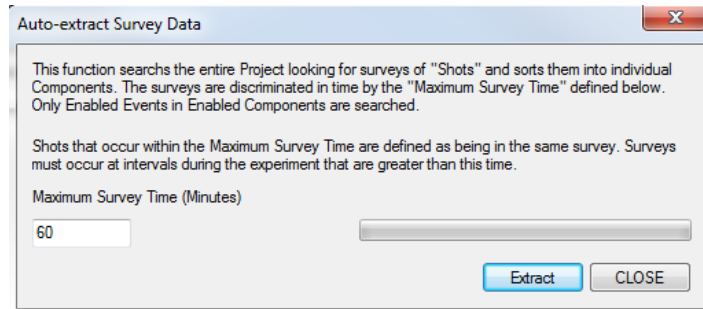 Auto-extract Survey Data
This function searchs the entire Project looking for surveys of "Shots" and sorts them into individual
Components. The surveys are discriminated in time by the "Maximum Survey Time" defined below.
Only Enabled Events in Enabled Components are searched.
Shots that occur within the Maximum Survey Time are defined as being in the same survey. Surveys
must occur at intervals during the experiment that are greater than this time.
Maximum Survey Time (Minutes)
60
Extract CLOSE